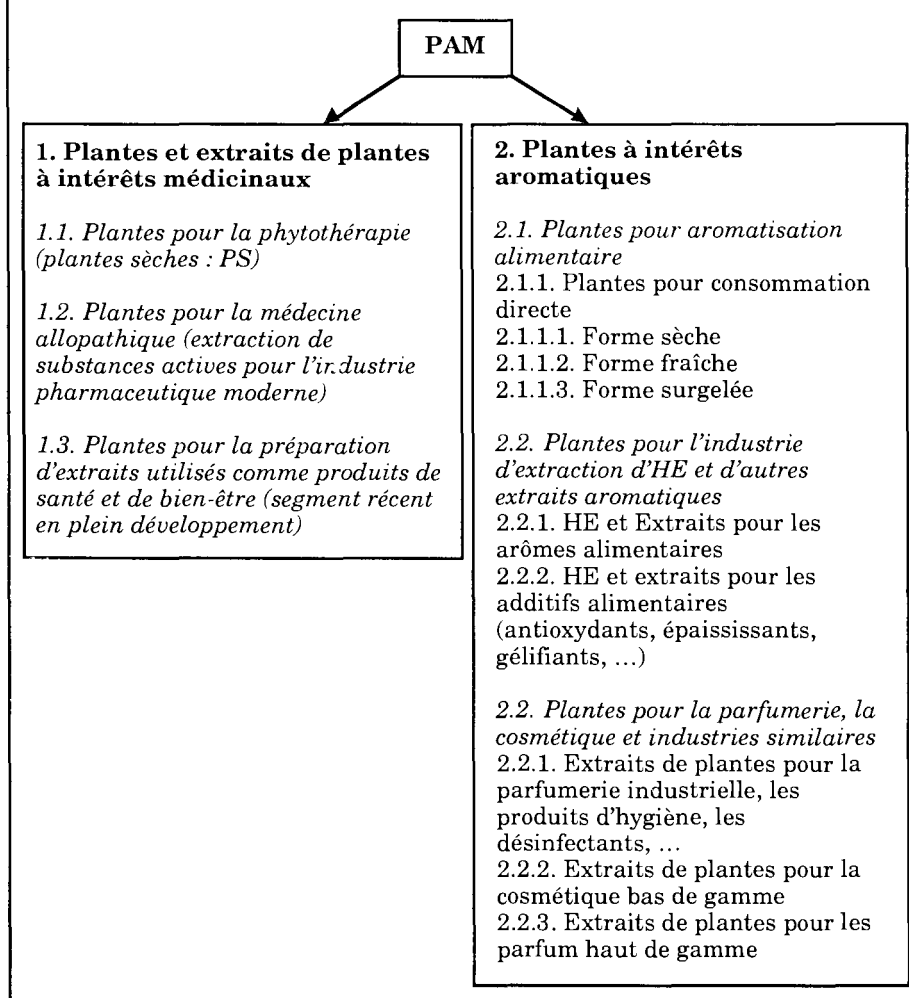 PAM
1. Plantes et extraits de plantes
à intérêts médicinaux
1.1. Plantes pour la phytothérapie
(plantes sèches : PS)
1.2. Plantes pour la médecine
allopathique (extraction de
substances actives pour l'industrie
pharmaceutique moderne)
1.3. Plantes pour la préparation
d'extraits utilisés comme produits de
santé et de bien-être (segment récent
en plein développement)
2. Plantes à intérêts
aromatiques
2.1. Plantes pour aromatisation
alimentaire
2.1.1. Plantes pour consommation
directe
2.1.1.1. Forme sèche
2.1.1.2. Forme fraîche
2.1.1.3. Forme surgelée
2.2. Plantes pour l'industrie
d'extraction d'HE et d'autres
extraits aromatiques
2.2.1. HE et Extraits pour les
arômes alimentaires
2.2.2. HE et extraits pour les
additifs alimentaires
(antioxydants, épaississants,
gélifiants, ...)
2.2. Plantes pour la parfumerie, la
cosmétique et industries similaires
2.2.1. Extraits de plantes pour la
parfumerie industrielle, les
produits d'hygiène, les
désinfectants, ...
2.2.2. Extraits de plantes pour la
cosmétique bas de gamme
2.2.3. Extraits de plantes pour les
parfum haut de gamme